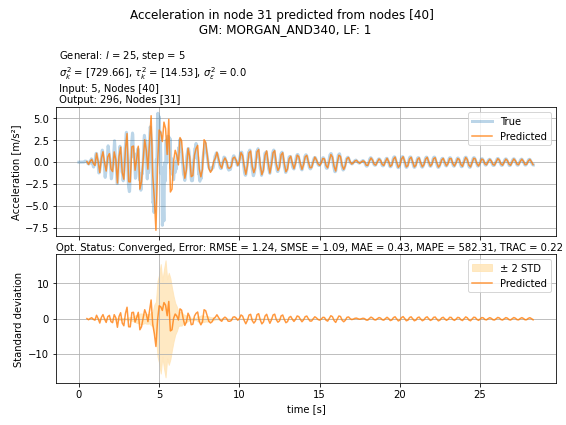 Acceleration in node 31 predicted from nodes [40]
GM: MORGAN_AND340, LF: 1
General: l = 25, step = 5
σ²ₖ = [729.66], τ²ₖ = [14.53], σ²ε = 0.0
Input: 5, Nodes [40]
Output: 296, Nodes [31]
5.0
2.5
0.0
−2.5
−5.0
−7.5
Acceleration [m/s²]
True
Predicted
Opt. Status: Converged, Error: RMSE = 1.24, SMSE = 1.09, MAE = 0.43, MAPE = 582.31, TRAC = 0.22
10
0
−10
Standard deviation
± 2 STD
Predicted
0 5 10 15 20 25
time [s]